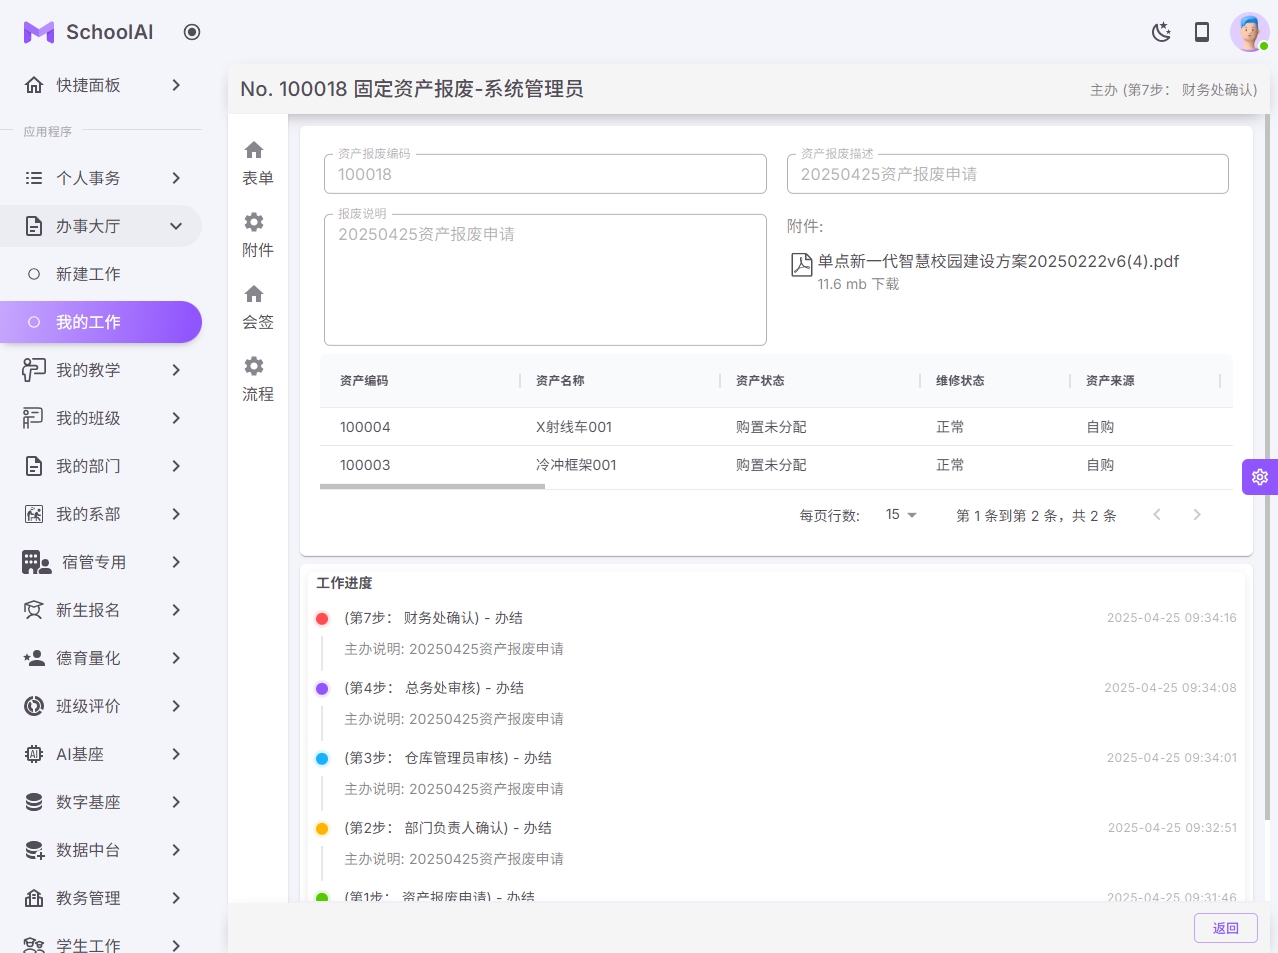 SchoolAI
快捷面板
应用程序
个人事务
办事大厅
新建工作
我的工作
我的教学
我的班级
我的部门
我的系部
宿管专用
新生报名
德育量化
班级评价
AI基座
数字基座
数据中台
教务管理
学生工作
No. 100018 固定资产报废-系统管理员
主办 (第7步： 财务处确认)
表单
附件
会签
流程
资产报废编码
100018
资产报废描述
20250425资产报废申请
报废说明
20250425资产报废申请
附件:
单点新一代智慧校园建设方案20250222v6(4).pdf
11.6 mb 下载
资产编码 资产名称 资产状态 维修状态 资产来源
100004 X射线车001 购置未分配 正常 自购
100003 冷冲框架001 购置未分配 正常 自购
每页行数: 15 第 1 条到第 2 条，共 2 条
工作进度
(第7步： 财务处确认) - 办结 2025-04-25 09:34:16
主办说明: 20250425资产报废申请
(第4步： 总务处审核) - 办结 2025-04-25 09:34:08
主办说明: 20250425资产报废申请
(第3步： 仓库管理员审核) - 办结 2025-04-25 09:34:01
主办说明: 20250425资产报废申请
(第2步： 部门负责人确认) - 办结 2025-04-25 09:32:51
主办说明: 20250425资产报废申请
(第1步： 资产报废申请) - 办结 2025-04-25 09:31:46
返回